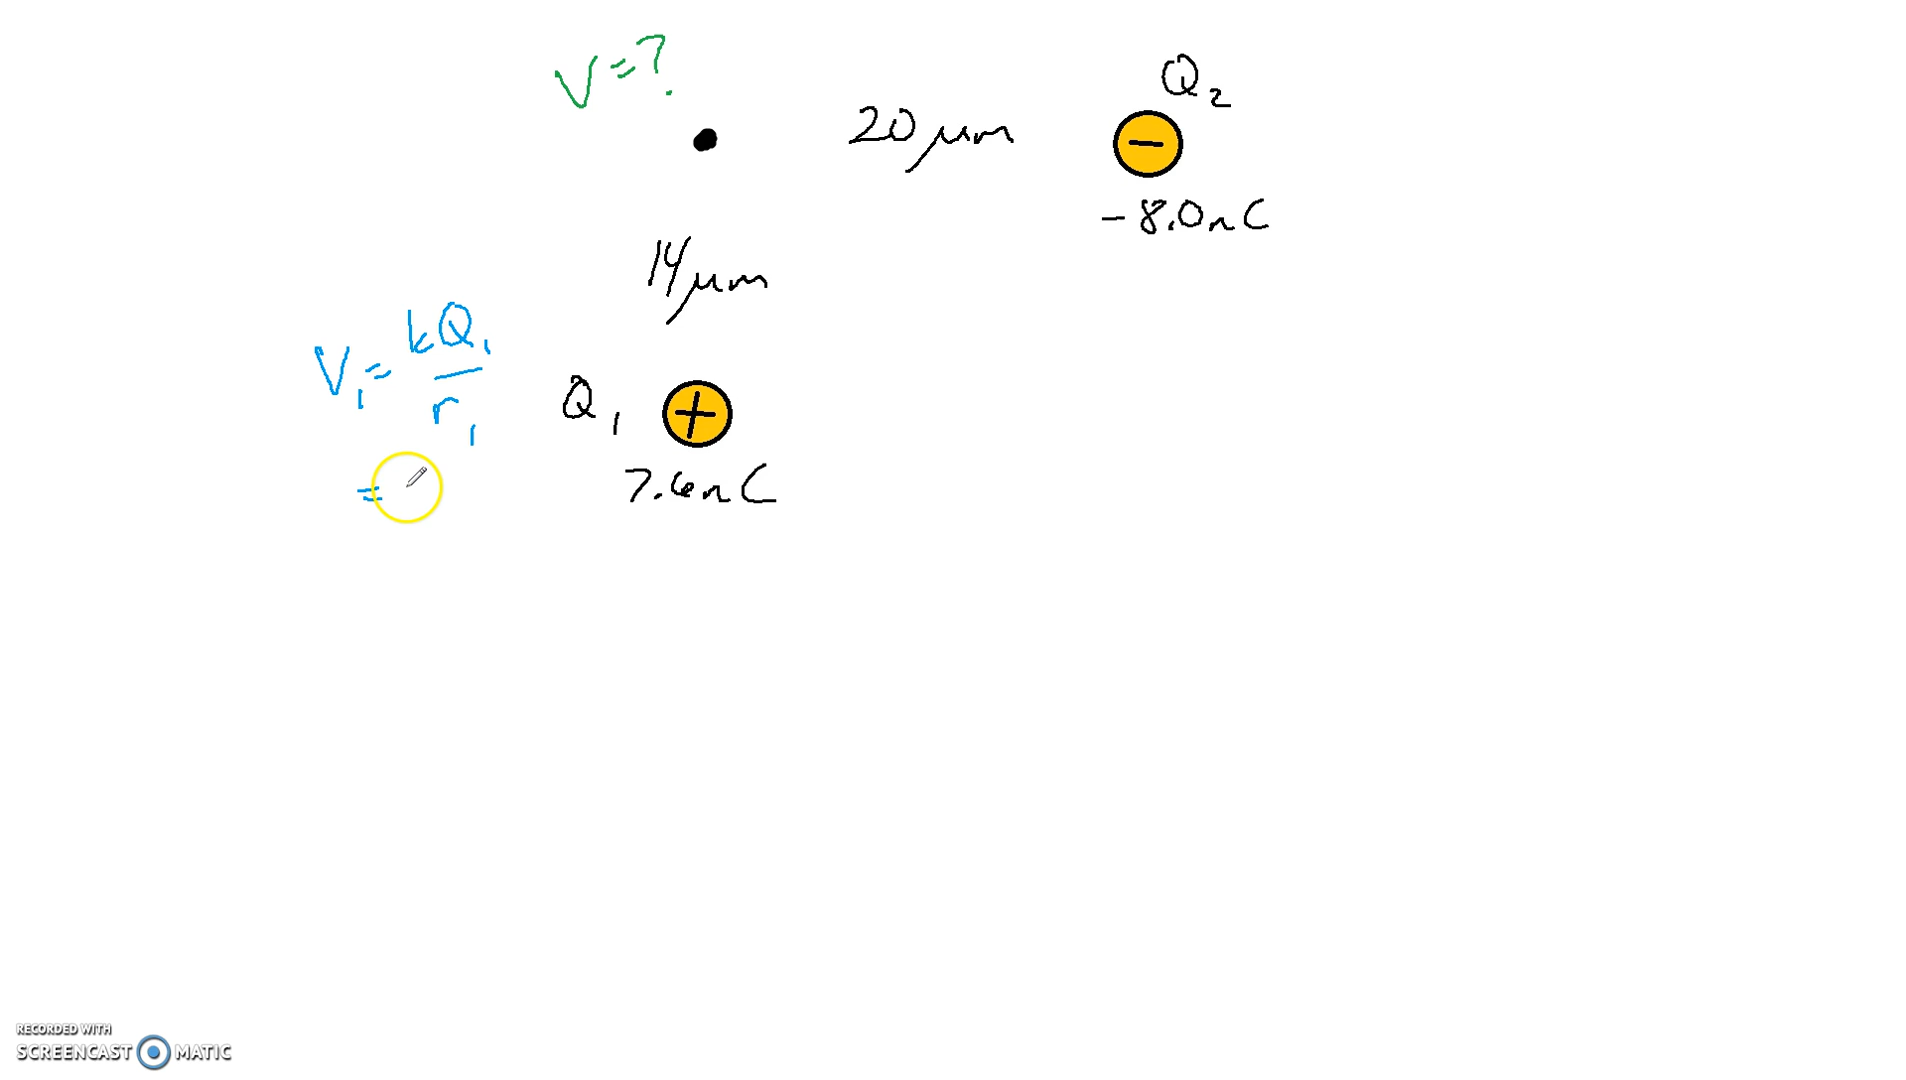 V=?
Q₂
20μm
-8.0nC
14μm
V₁ = kQ₁/r₁
Q₁
=
7.6nC
RECORDED WITH
SCREENCAST MATIC